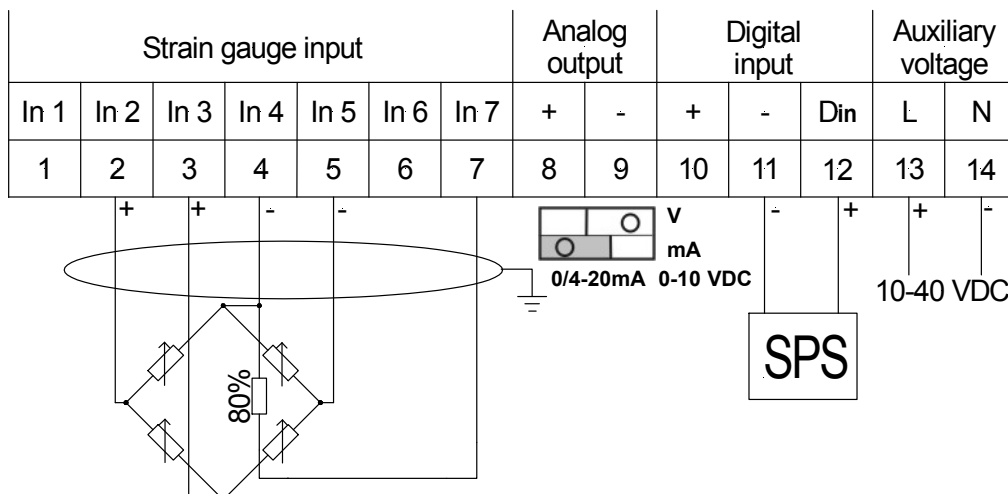 Strain gauge input
Analog
output
Digital
input
Auxiliary
voltage
In 1 In 2 In 3 In 4 In 5 In 6 In 7 + - + - Din L N
1 2 3 4 5 6 7 8 9 10 11 12 13 14
+ + - - - + + -
V
mA
0/4-20mA 0-10 VDC
10-40 VDC
SPS
80%